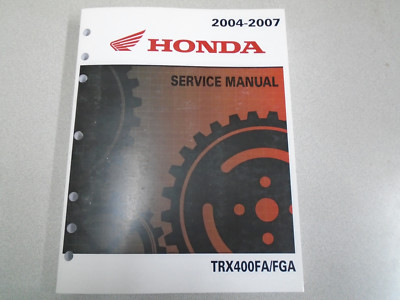 2004-2007
HONDA
SERVICE MANUAL
TRX400FA/FGA